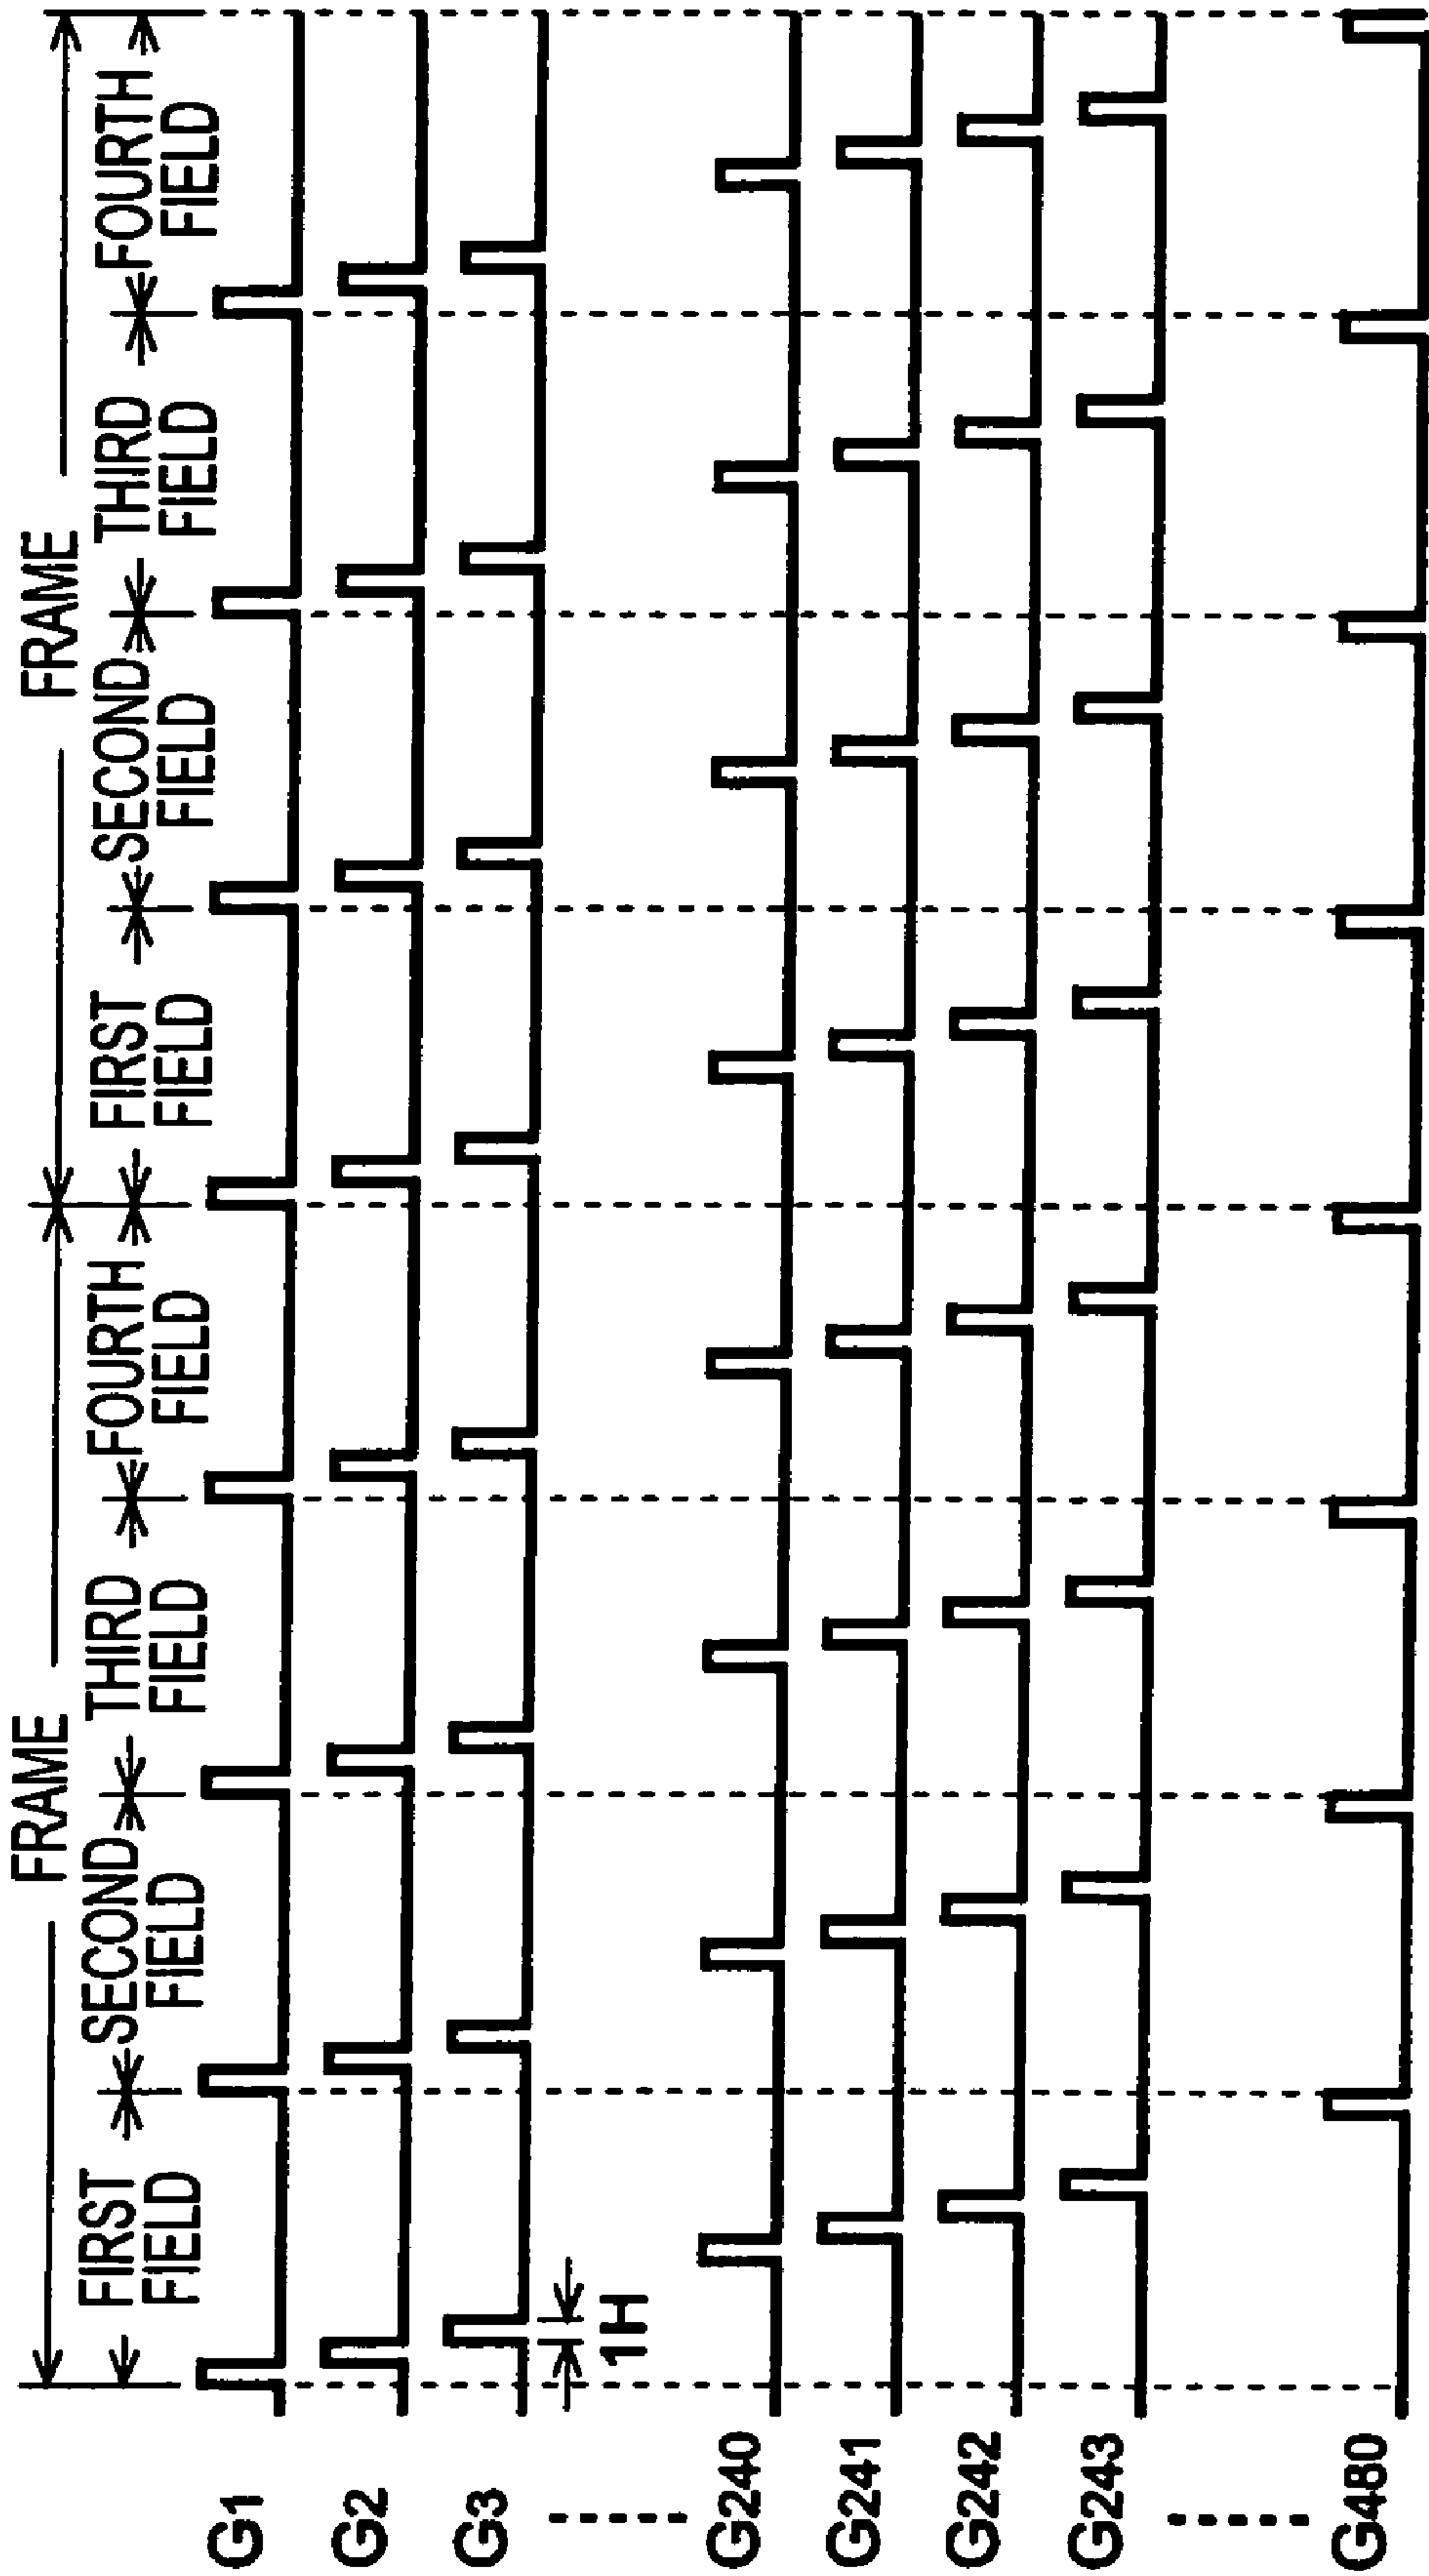 FRAME FRAME
FIRST FIELD SECOND FIELD THIRD FIELD FOURTH FIELD FIRST FIELD SECOND FIELD THIRD FIELD FOURTH FIELD
G1
G2
G3
1H
G240
G241
G242
G243
G480